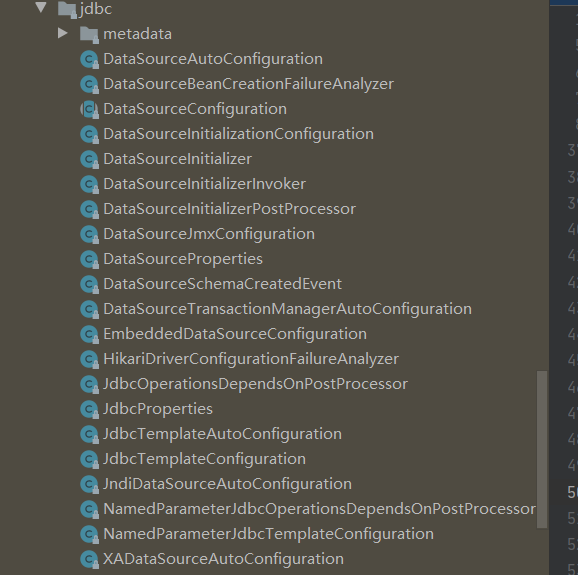 jdbc
metadata
DataSourceAutoConfiguration
DataSourceBeanCreationFailureAnalyzer
DataSourceConfiguration
DataSourceInitializationConfiguration
DataSourceInitializer
DataSourceInitializerInvoker
DataSourceInitializerPostProcessor
DataSourceJmxConfiguration
DataSourceProperties
DataSourceSchemaCreatedEvent
DataSourceTransactionManagerAutoConfiguration
EmbeddedDataSourceConfiguration
HikariDriverConfigurationFailureAnalyzer
JdbcOperationsDependsOnPostProcessor
JdbcProperties
JdbcTemplateAutoConfiguration
JdbcTemplateConfiguration
JndiDataSourceAutoConfiguration
NamedParameterJdbcOperationsDependsOnPostProcessor
NamedParameterJdbcTemplateConfiguration
XADataSourceAutoConfiguration